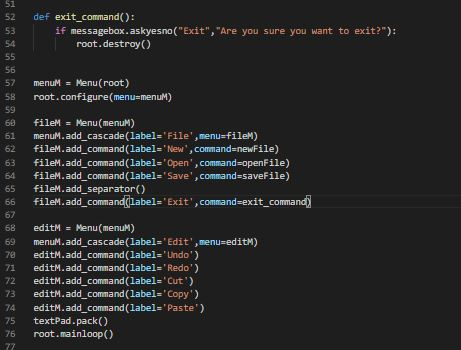 51
52 def exit_command():
53     if messagebox.askyesno("Exit","Are you sure you want to exit?"):
54         root.destroy()
55
56
57 menuM = Menu(root)
58 root.configure(menu=menuM)
59
60 fileM = Menu(menuM)
61 menuM.add_cascade(label='File',menu=fileM)
62 fileM.add_command(label='New',command=newFile)
63 fileM.add_command(label='Open',command=openFile)
64 fileM.add_command(label='Save',command=saveFile)
65 fileM.add_separator()
66 fileM.add_command(label='Exit',command=exit_command)
67
68 editM = Menu(menuM)
69 menuM.add_cascade(label='Edit',menu=editM)
70 editM.add_command(label='Undo')
71 editM.add_command(label='Redo')
72 editM.add_command(label='Cut')
73 editM.add_command(label='Copy')
74 editM.add_command(label='Paste')
75 textPad.pack()
76 root.mainloop()
77